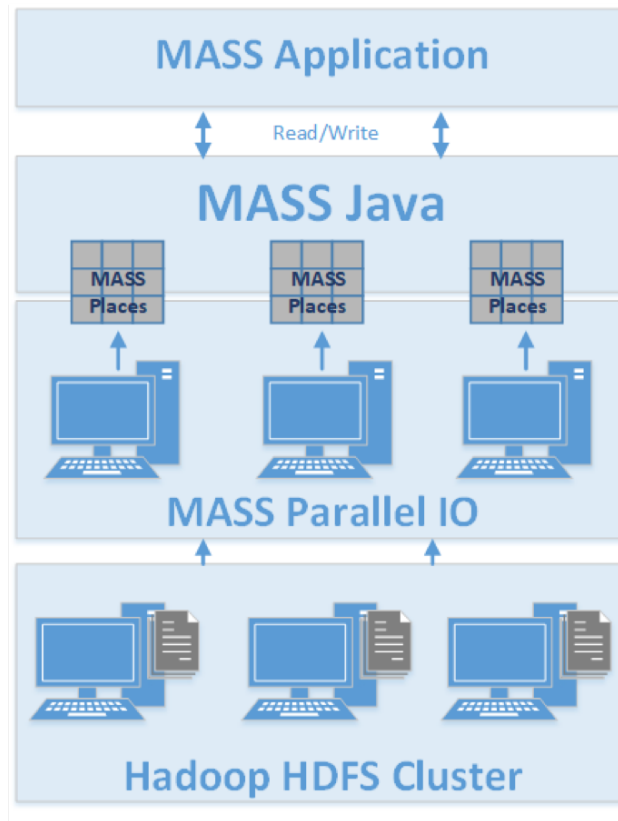 MASS Application
Read/Write
MASS Java
MASS
Places
MASS
Places
MASS
Places
MASS Parallel IO
Hadoop HDFS Cluster